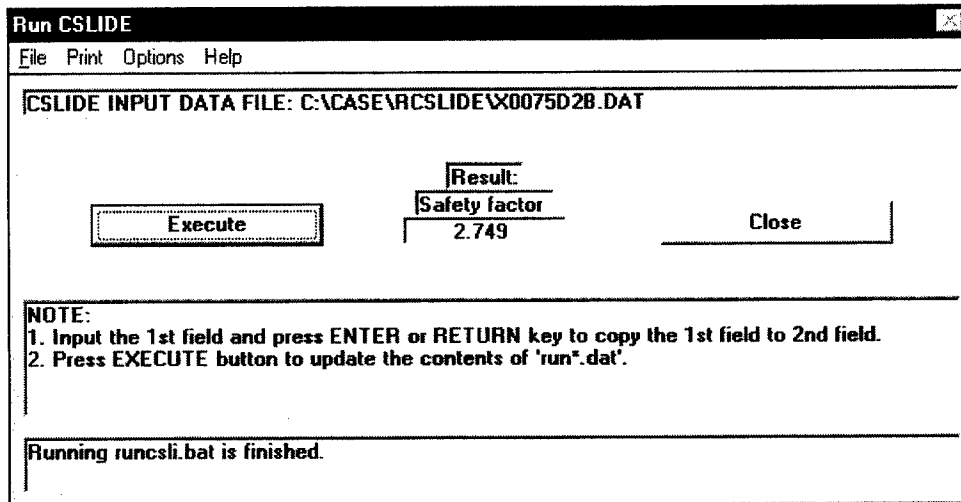 Run CSLIDE
File Print Options Help
CSLIDE INPUT DATA FILE: C:\CASE\RCSLIDE\X0075D2B.DAT
Result:
Execute
Safety factor
2.749
Close
NOTE:
1. Input the 1st field and press ENTER or RETURN key to copy the 1st field to 2nd field.
2. Press EXECUTE button to update the contents of 'run*.dat'.
Running runcsli.bat is finished.